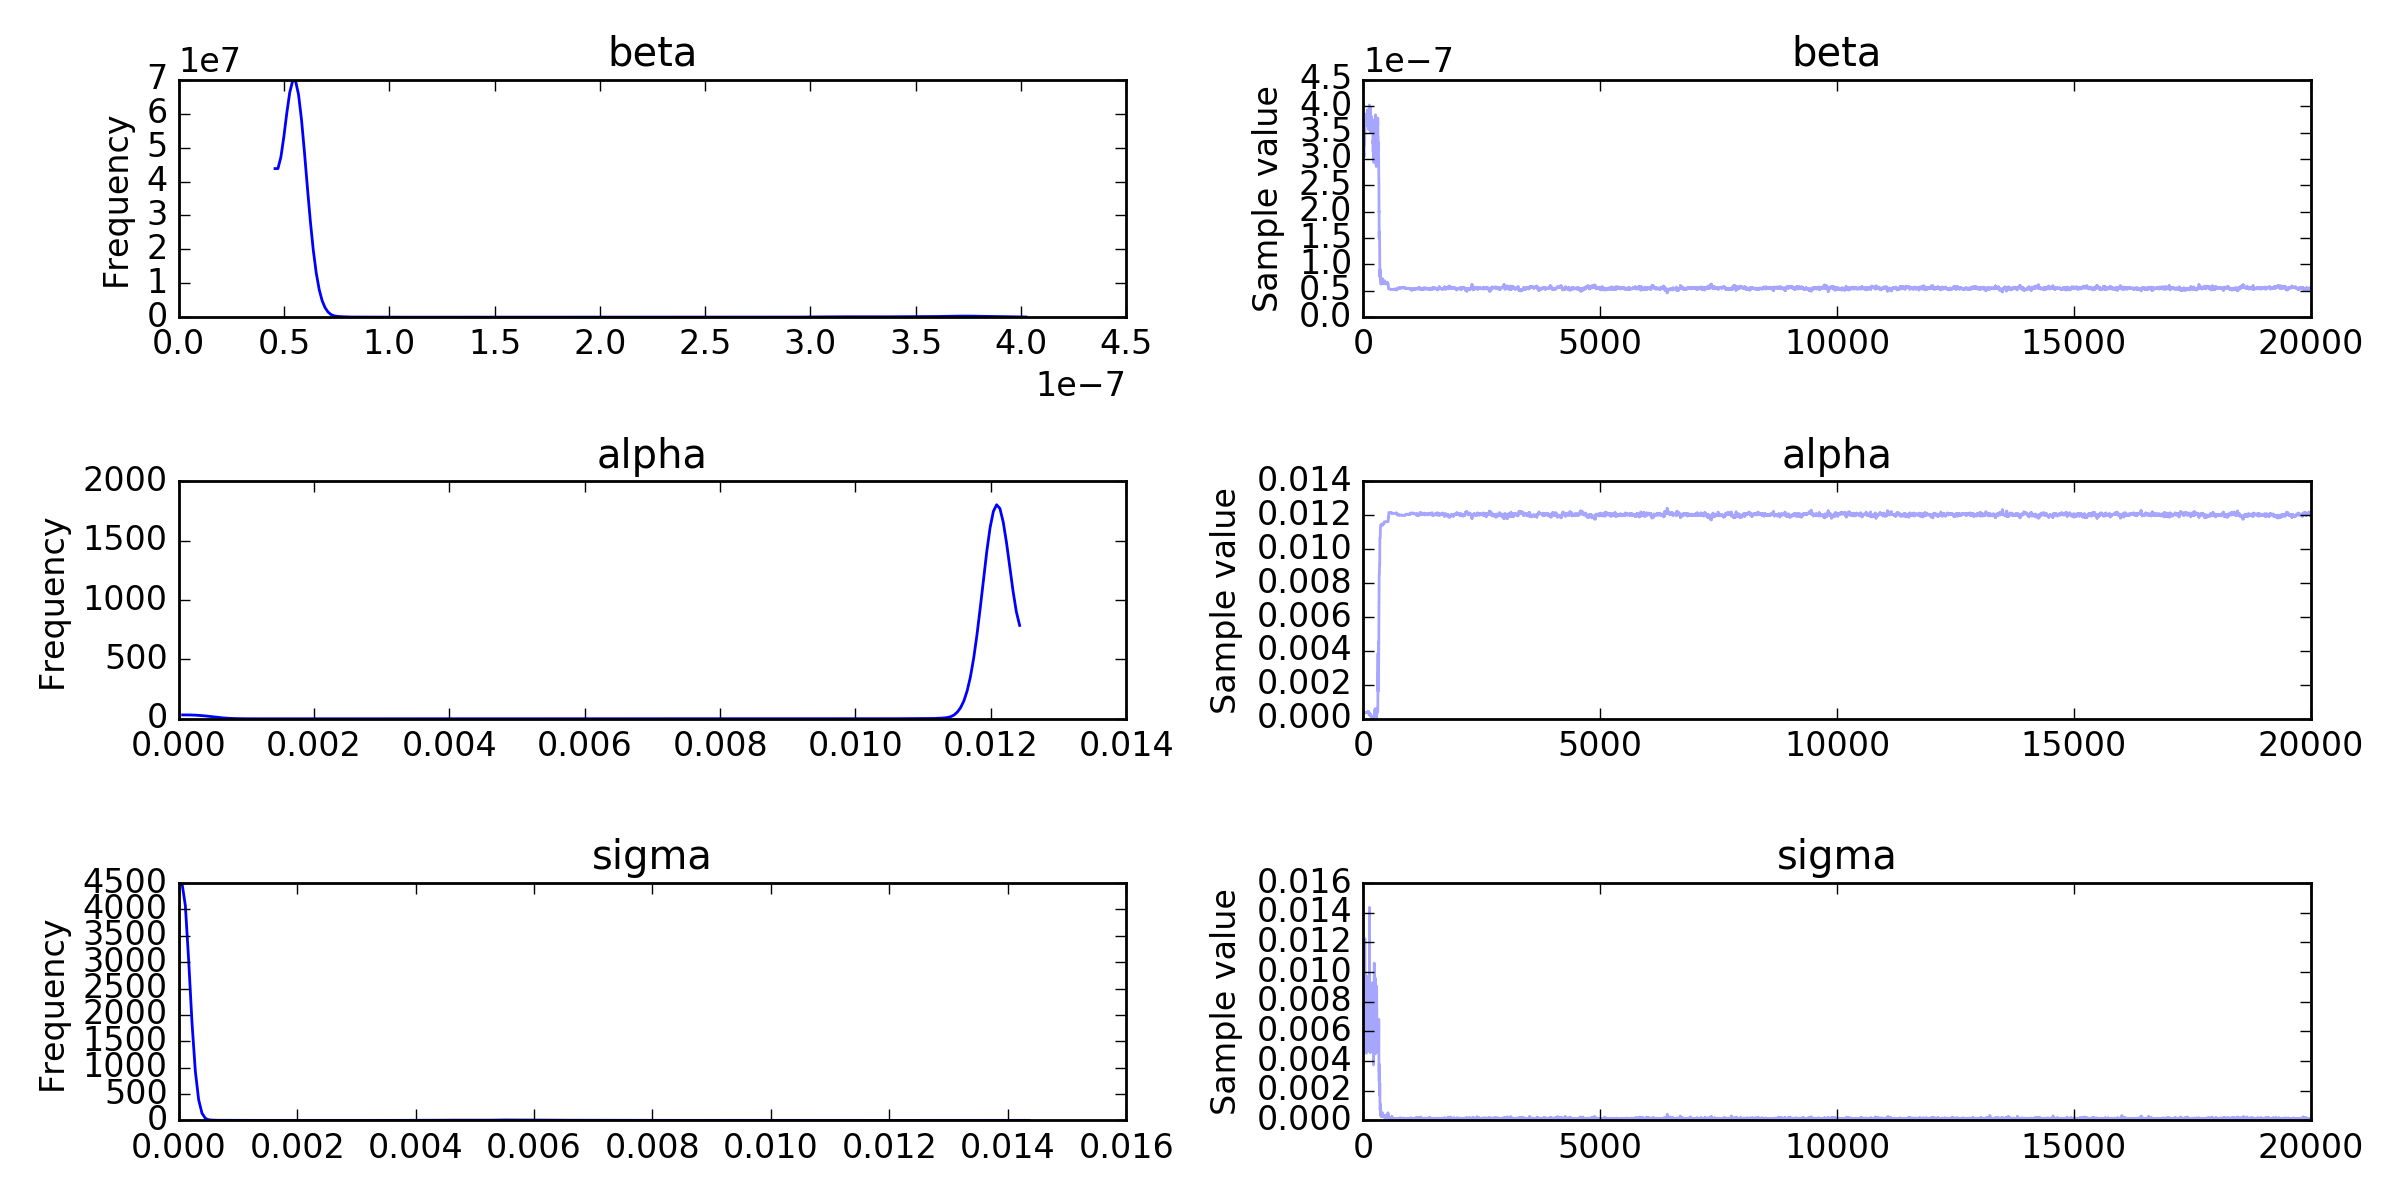 beta
1e7
Frequency
7
6
5
4
3
2
1
0
0.0 0.5 1.0 1.5 2.0 2.5 3.0 3.5 4.0 4.5
1e−7
beta
1e−7
Sample value
4.5
4.0
3.5
3.0
2.5
2.0
1.5
1.0
0.5
0.0
0 5000 10000 15000 20000
alpha
Frequency
2000
1500
1000
500
0
0.000 0.002 0.004 0.006 0.008 0.010 0.012 0.014
alpha
Sample value
0.014
0.012
0.010
0.008
0.006
0.004
0.002
0.000
0 5000 10000 15000 20000
sigma
Frequency
4500
4000
3500
3000
2500
2000
1500
1000
500
0
0.000 0.002 0.004 0.006 0.008 0.010 0.012 0.014 0.016
sigma
Sample value
0.016
0.014
0.012
0.010
0.008
0.006
0.004
0.002
0.000
0 5000 10000 15000 20000